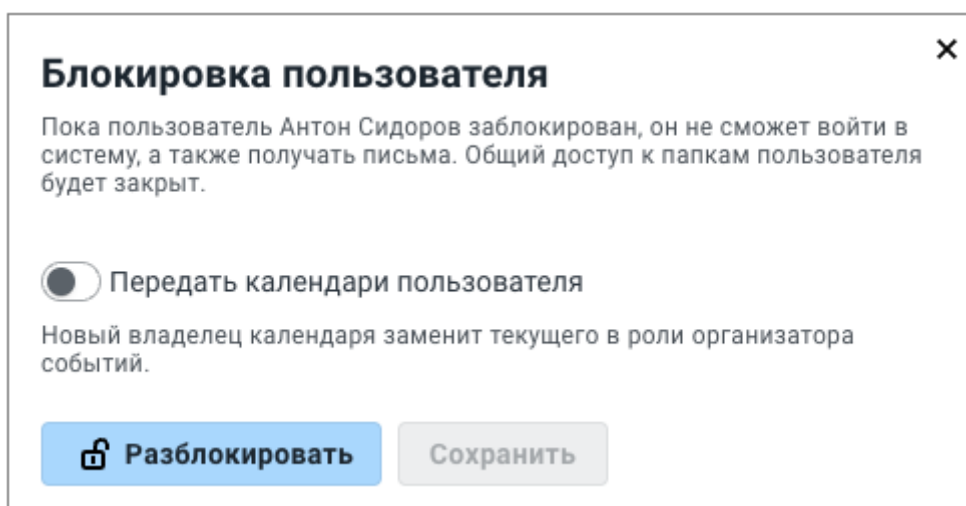 Блокировка пользователя
Пока пользователь Антон Сидоров заблокирован, он не сможет войти в
систему, а также получать письма. Общий доступ к папкам пользователя
будет закрыт.
Передать календари пользователя
Новый владелец календаря заменит текущего в роли организатора
событий.
Разблокировать
Сохранить